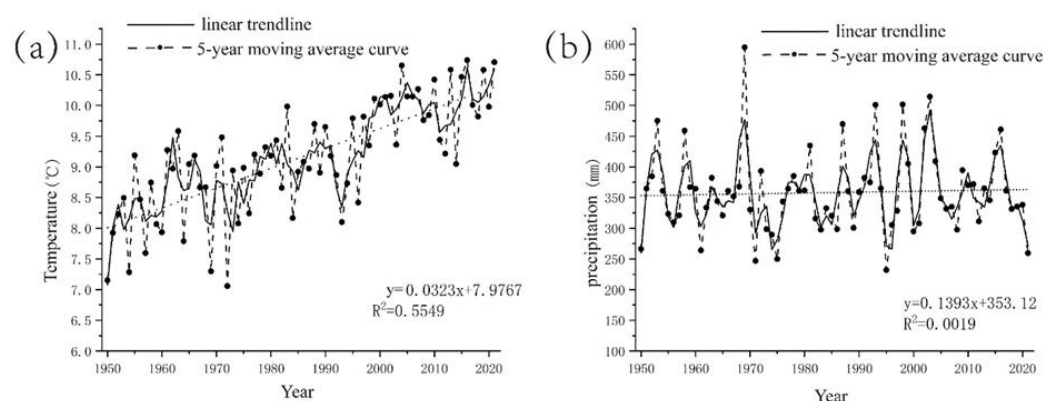 (a)
linear trendline
5-year moving average curve
11.0
10.5
10.0
9.5
9.0
8.5
8.0
7.5
7.0
6.5
6.0
Temperature (℃)
y=0.0323x+7.9767
R²=0.5549
1950 1960 1970 1980 1990 2000 2010 2020
Year
(b)
linear trendline
5-year moving average curve
600
550
500
450
400
350
300
250
200
150
100
precipitation (mm)
y=0.1393x+353.12
R²=0.0019
1950 1960 1970 1980 1990 2000 2010 2020
Year